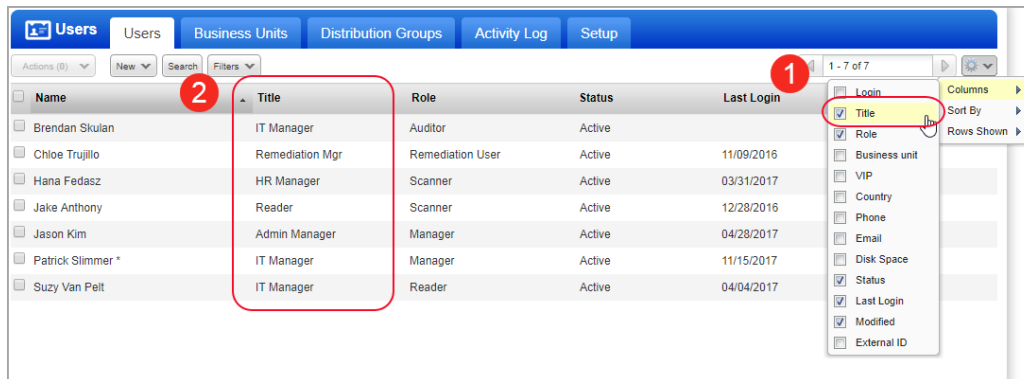 Users
Users Business Units Distribution Groups Activity Log Setup
Actions (0) New Search Filters 1 - 7 of 7
1
2
Name Title Role Status Last Login
Brendan Skulan IT Manager Auditor Active
Chloe Trujillo Remediation Mgr Remediation User Active 11/09/2016
Hana Fedasz HR Manager Scanner Active 03/31/2017
Jake Anthony Reader Scanner Active 12/28/2016
Jason Kim Admin Manager Manager Active 04/28/2017
Patrick Slimmer * IT Manager Manager Active 11/15/2017
Suzy Van Pelt IT Manager Reader Active 04/04/2017
Login
Title
Role
Business unit
VIP
Country
Phone
Email
Disk Space
Status
Last Login
Modified
External ID
Columns
Sort By
Rows Shown